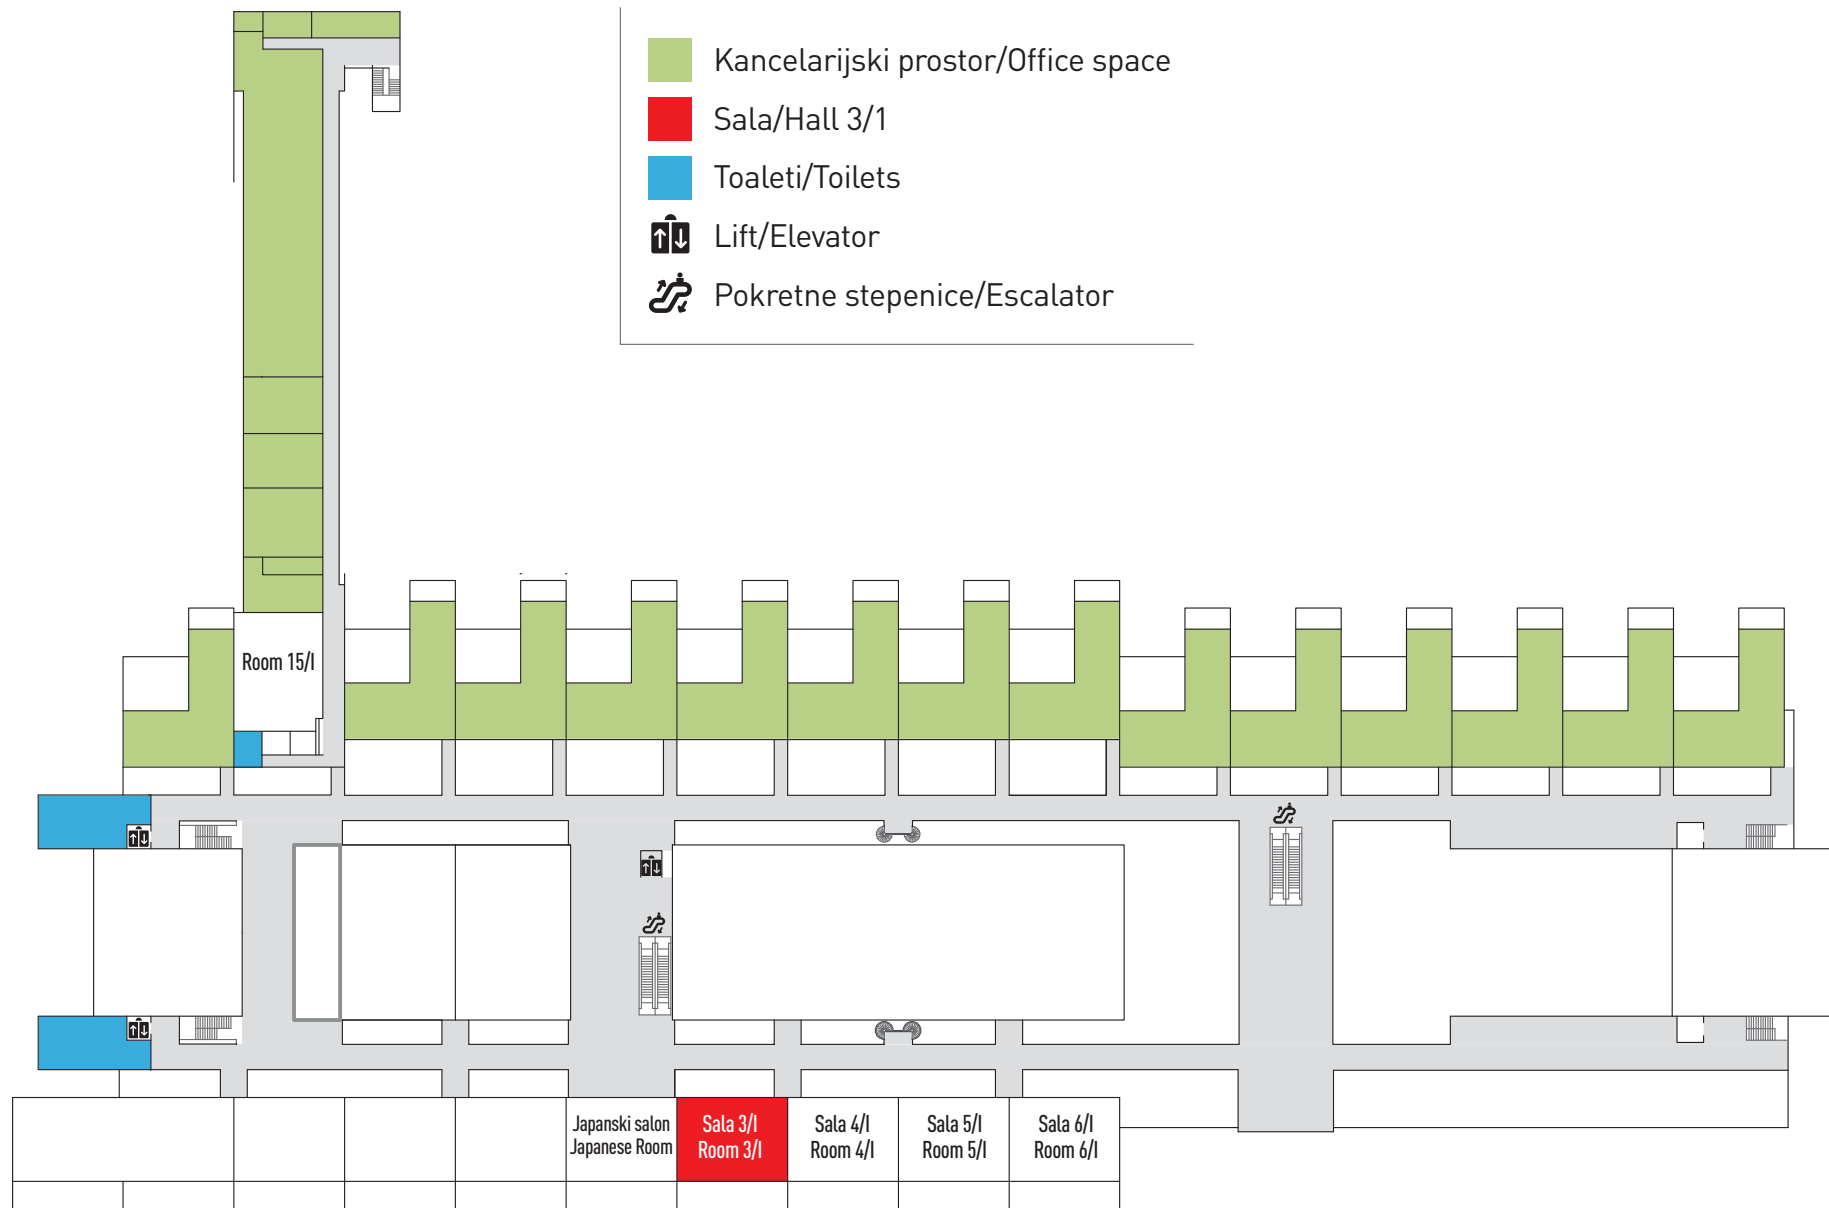 Kancelarijski prostor/Office space
Sala/Hall 3/1
Toaleti/Toilets
Lift/Elevator
Pokretne stepenice/Escalator
Room 15/I
Japanski salon
Japanese Room
Sala 3/I
Room 3/I
Sala 4/I
Room 4/I
Sala 5/I
Room 5/I
Sala 6/I
Room 6/I